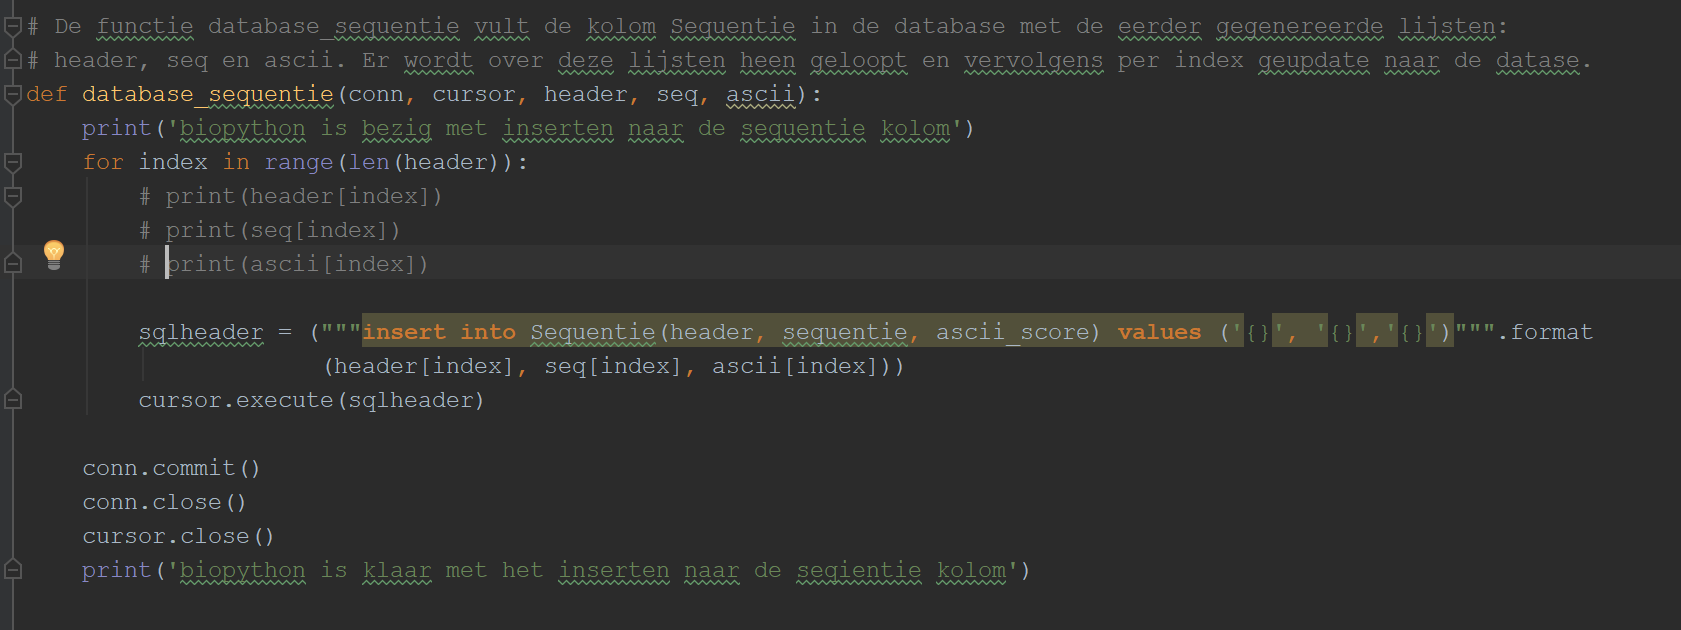 # De functie database_sequentie vult de kolom Sequentie in de database met de eerder gegenereerde lijsten:
# header, seq en ascii. Er wordt over deze lijsten heen geloopt en vervolgens per index geupdate naar de datase.
def database_sequentie(conn, cursor, header, seq, ascii):
    print('biopython is bezig met inserten naar de sequentie kolom')
    for index in range(len(header)):
        # print(header[index])
        # print(seq[index])
        # print(ascii[index])
        sqlheader = ("""insert into Sequentie(header, sequentie, ascii_score) values ('{}', '{}','{}')""".format
                     (header[index], seq[index], ascii[index]))
        cursor.execute(sqlheader)
    conn.commit()
    conn.close()
    cursor.close()
    print('biopython is klaar met het inserten naar de seqientie kolom')